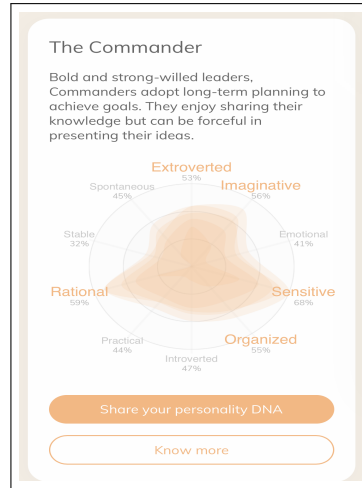 The Commander
Bold and strong-willed leaders,
Commanders adopt long-term planning to
achieve goals. They enjoy sharing their
knowledge but can be forceful in
presenting their ideas.
Extroverted
53%
Spontaneous
45%
Imaginative
56%
Stable
32%
Emotional
41%
Rational
59%
Sensitive
68%
Practical
44%
Organized
55%
Introverted
47%
Share your personality DNA
Know more